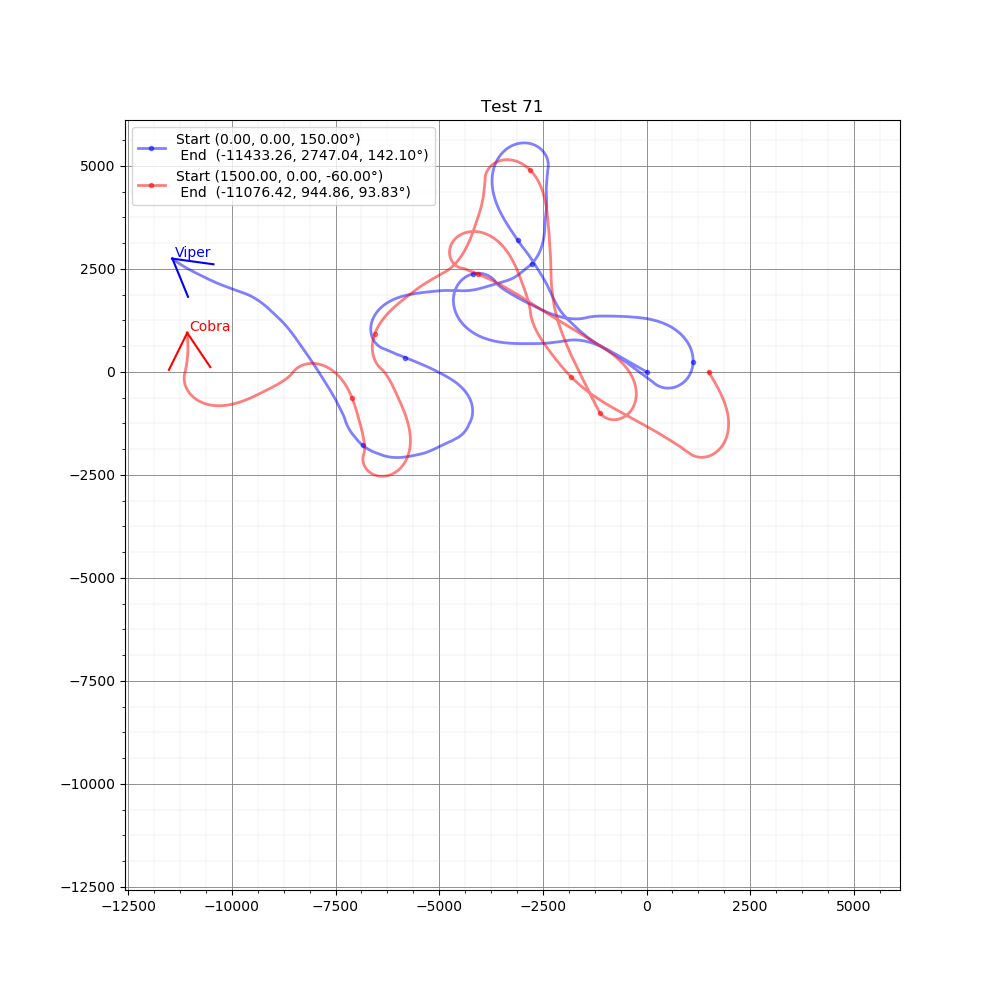 Test 71
Start (0.00, 0.00, 150.00°)
End  (-11433.26, 2747.04, 142.10°)
Start (1500.00, 0.00, -60.00°)
End  (-11076.42, 944.86, 93.83°)
5000
Viper
2500
Cobra
0
−2500
−5000
−7500
−10000
−12500
−12500 −10000 −7500 −5000 −2500 0 2500 5000